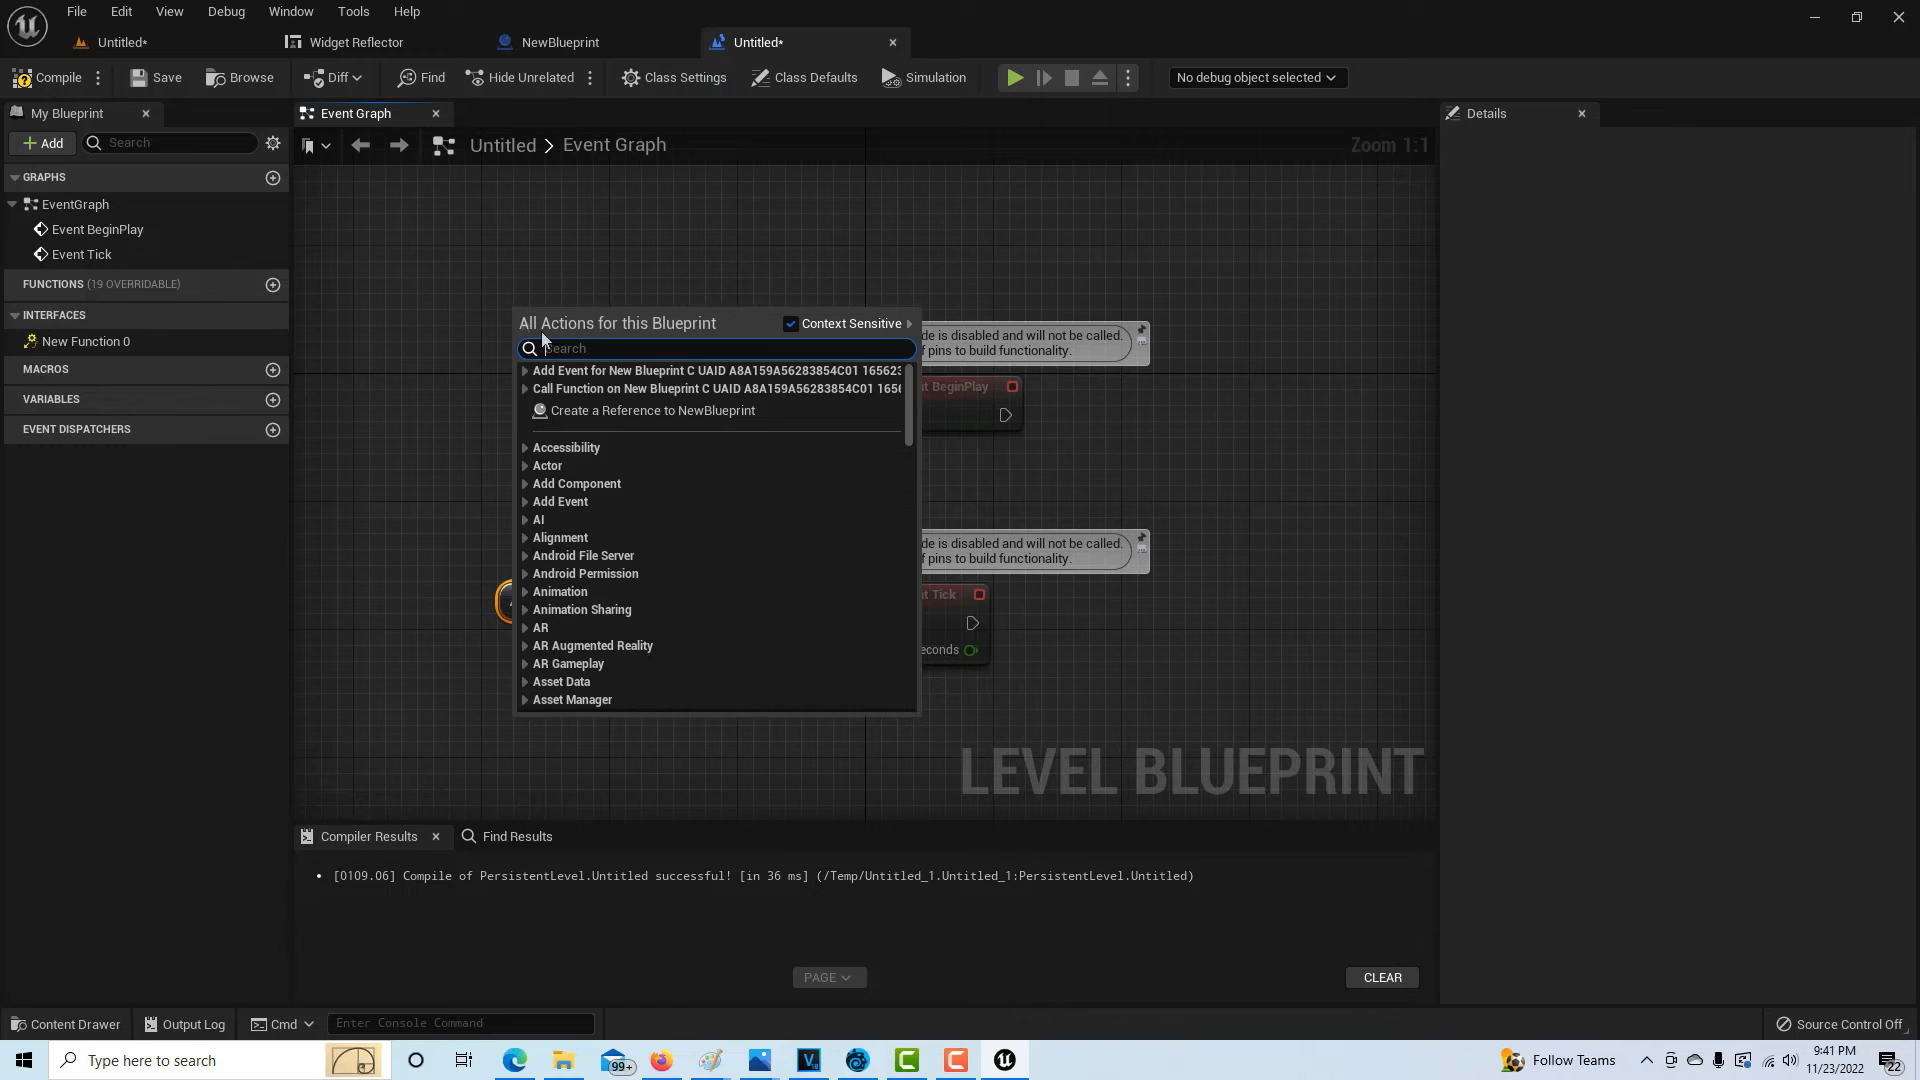 File Edit View Debug Window Tools Help
Untitled* Widget Reflector NewBlueprint Untitled*
Compile Save Browse Diff Find Hide Unrelated Class Settings Class Defaults Simulation No debug object selected
My Blueprint Event Graph Details
Add Search Untitled > Event Graph Zoom 1:1
GRAPHS
EventGraph
Event BeginPlay
Event Tick
FUNCTIONS (19 OVERRIDABLE)
INTERFACES
New Function 0
MACROS
VARIABLES
EVENT DISPATCHERS
All Actions for this Blueprint Context Sensitive
Search
Add Event for New Blueprint C UAID A8A159A56283854C01 165623
Call Function on New Blueprint C UAID A8A159A56283854C01 1656
Create a Reference to NewBlueprint
Accessibility
Actor
Add Component
Add Event
AI
Alignment
Android File Server
Android Permission
Animation
Animation Sharing
AR
AR Augmented Reality
AR Gameplay
Asset Data
Asset Manager
de is disabled and will not be called.
f pins to build functionality.
nt BeginPlay
de is disabled and will not be called.
f pins to build functionality.
nt Tick
econds
LEVEL BLUEPRINT
Compiler Results Find Results
• [0109.06] Compile of PersistentLevel.Untitled successful! [in 36 ms] (/Temp/Untitled_1.Untitled_1:PersistentLevel.Untitled)
PAGE CLEAR
Content Drawer Output Log Cmd Enter Console Command Source Control Off
Type here to search 99+ Follow Teams 9:41 PM
11/23/2022 22